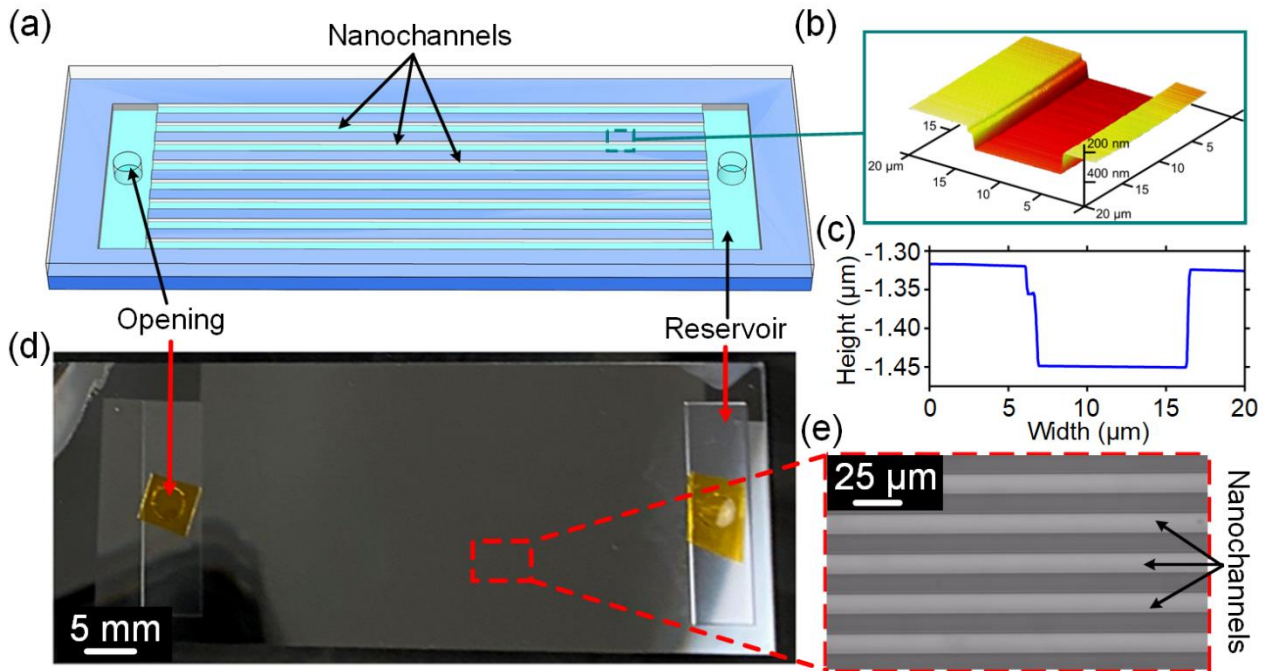 (a)
Nanochannels
Opening
Reservoir
(b)
15
20 µm
15
10
5
200 nm
400 nm
20 µm
15
10
5
(c)
Height (µm)
-1.30
-1.35
-1.40
-1.45
0
5
10
15
20
Width (µm)
(d)
5 mm
(e)
25 µm
Nanochannels